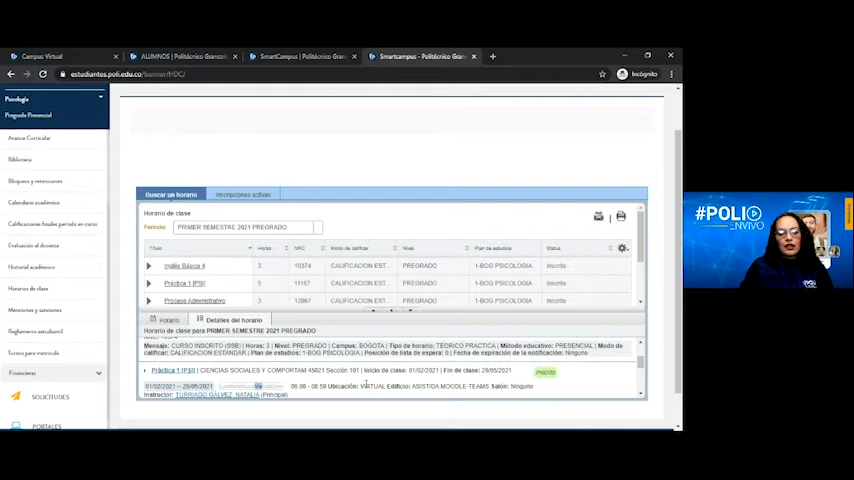 Campus Virtual
ALUMNOS | Politécnico Grancol
SmartCampus | Politécnico Gran
Smartcampus - Politécnico Gran
estudiantes.poli.edu.co/banner/HDC/
Incógnito
Psicología
Pregrado Presencial
Avance Curricular
Biblioteca
Bloqueos y retenciones
Calendario académico
Calificaciones finales periodo en curso
Evaluación al docente
Historial académico
Horarios de clase
Menciones y sanciones
Reglamento estudiantil
Turnos para matrícula
Financieras
SOLICITUDES
PORTALES
Buscar un horario
Inscripciones activas
Horario de clase
Periodo:
PRIMER SEMESTRE 2021 PREGRADO
Título Horas NRC Modo de calificar Nivel Plan de estudios Status
Inglés Básico 4 3 10374 CALIFICACION EST... PREGRADO 1-BOG PSICOLOGIA Inscrito
Práctica 1 [PSI] 5 11167 CALIFICACION EST... PREGRADO 1-BOG PSICOLOGIA Inscrito
Proceso Administrativo 3 12067 CALIFICACION EST... PREGRADO 1-BOG PSICOLOGIA Inscrito
Horario
Detalles del horario
Horario de clase para PRIMER SEMESTRE 2021 PREGRADO
Mensaje: CURSO INSCRITO (SSB) | Horas: 3 | Nivel: PREGRADO | Campus: BOGOTA | Tipo de horario: TEORICO PRACTICA | Método educativo: PRESENCIAL | Modo de
calificar: CALIFICACION ESTANDAR | Plan de estudios: 1-BOG PSICOLOGIA | Posición de lista de espera: 0 | Fecha de expiración de la notificación: Ninguno
Práctica 1 [PSI] | CIENCIAS SOCIALES Y COMPORTAM 45021 Sección 101 | Inicio de clase: 01/02/2021 | Fin de clase: 29/05/2021
Inscrito
01/02/2021 -- 29/05/2021 06:00 - 08:59 Ubicación: VIRTUAL Edificio: ASISTIDA MOODLE-TEAMS Salón: Ninguno
Instructor: TURRIAGO GÁLVEZ, NATALIA (Principal)
#POLI
_ENVIVO